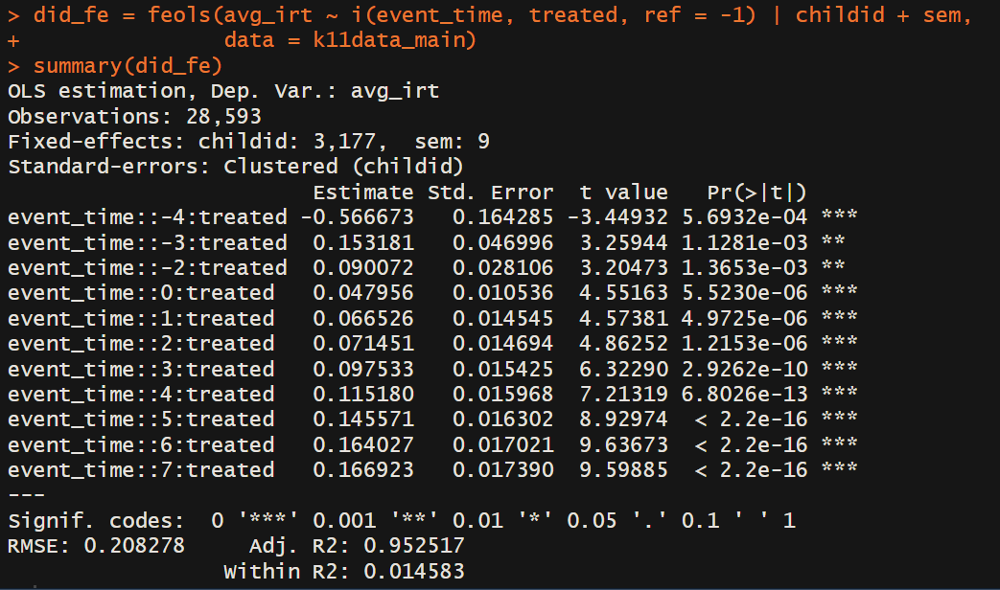 > did_fe = feols(avg_irt ~ i(event_time, treated, ref = -1) | childid + sem,
+                data = k11data_main)
> summary(did_fe)
OLS estimation, Dep. Var.: avg_irt
Observations: 28,593
Fixed-effects: childid: 3,177,  sem: 9
Standard-errors: Clustered (childid)
                        Estimate Std. Error  t value   Pr(>|t|)
event_time::-4:treated -0.566673   0.164285 -3.44932 5.6932e-04 ***
event_time::-3:treated  0.153181   0.046996  3.25944 1.1281e-03 **
event_time::-2:treated  0.090072   0.028106  3.20473 1.3653e-03 **
event_time::0:treated   0.047956   0.010536  4.55163 5.5230e-06 ***
event_time::1:treated   0.066526   0.014545  4.57381 4.9725e-06 ***
event_time::2:treated   0.071451   0.014694  4.86252 1.2153e-06 ***
event_time::3:treated   0.097533   0.015425  6.32290 2.9262e-10 ***
event_time::4:treated   0.115180   0.015968  7.21319 6.8026e-13 ***
event_time::5:treated   0.145571   0.016302  8.92974  < 2.2e-16 ***
event_time::6:treated   0.164027   0.017021  9.63673  < 2.2e-16 ***
event_time::7:treated   0.166923   0.017390  9.59885  < 2.2e-16 ***
---
Signif. codes:  0 '***' 0.001 '**' 0.01 '*' 0.05 '.' 0.1 ' ' 1
RMSE: 0.208278     Adj. R2: 0.952517
                 Within R2: 0.014583